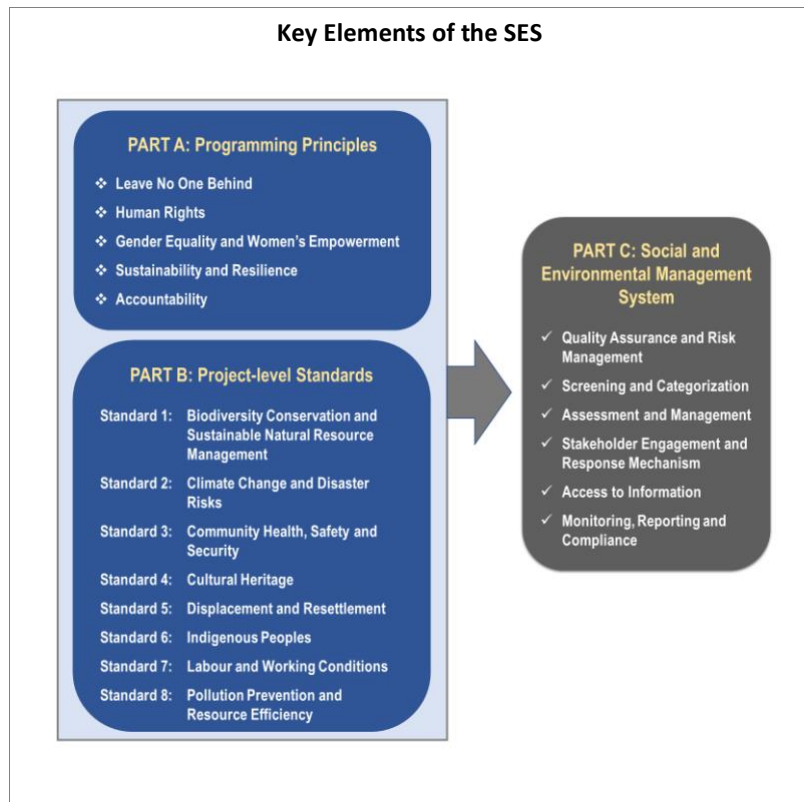 Key Elements of the SES
PART A: Programming Principles
❖ Leave No One Behind
❖ Human Rights
❖ Gender Equality and Women's Empowerment
❖ Sustainability and Resilience
❖ Accountability
PART B: Project-level Standards
Standard 1: Biodiversity Conservation and
Sustainable Natural Resource
Management
Standard 2: Climate Change and Disaster
Risks
Standard 3: Community Health, Safety and
Security
Standard 4: Cultural Heritage
Standard 5: Displacement and Resettlement
Standard 6: Indigenous Peoples
Standard 7: Labour and Working Conditions
Standard 8: Pollution Prevention and
Resource Efficiency
PART C: Social and
Environmental Management
System
✓ Quality Assurance and Risk
Management
✓ Screening and Categorization
✓ Assessment and Management
✓ Stakeholder Engagement and
Response Mechanism
✓ Access to Information
✓ Monitoring, Reporting and
Compliance